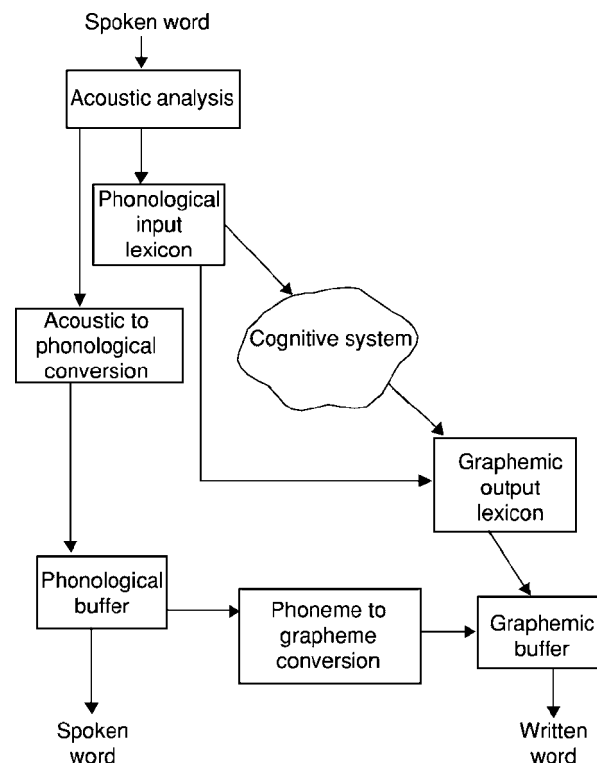 Spoken word
Acoustic analysis
Phonological
input
lexicon
Acoustic to
phonological
conversion
Cognitive system
Graphemic
output
lexicon
Phonological
buffer
Phoneme to
grapheme
conversion
Graphemic
buffer
Spoken
word
Written
word